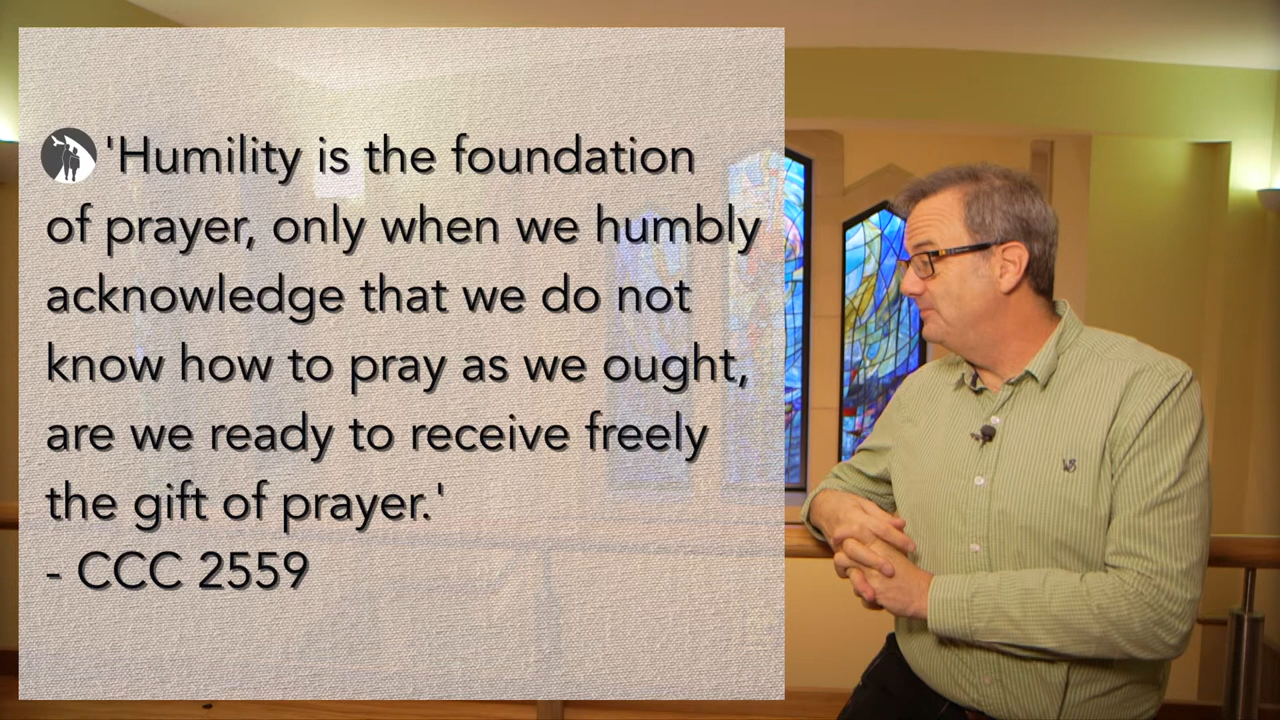 'Humility is the foundation
of prayer, only when we humbly
acknowledge that we do not
know how to pray as we ought,
are we ready to receive freely
the gift of prayer.'
- CCC 2559